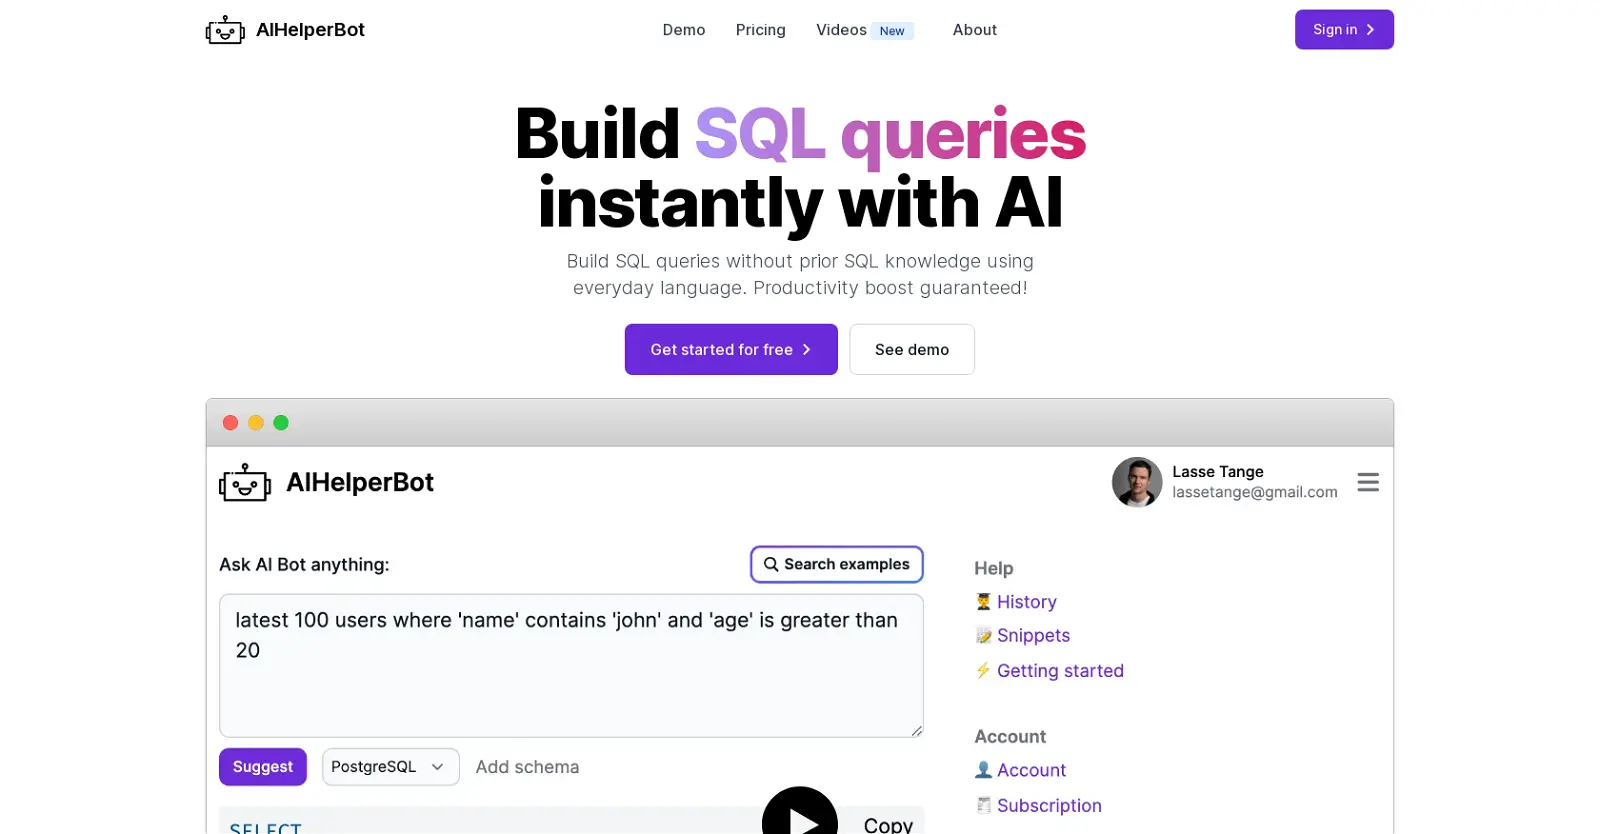 AIHelperBot
Demo
Pricing
Videos New
About
Sign in
Build SQL queries
instantly with AI
Build SQL queries without prior SQL knowledge using
everyday language. Productivity boost guaranteed!
Get started for free
See demo
AIHelperBot
Lasse Tange
lassetange@gmail.com
Ask AI Bot anything:
Search examples
latest 100 users where 'name' contains 'john' and 'age' is greater than
20
Suggest
PostgreSQL
Add schema
SELECT
Copy
Help
History
Snippets
Getting started
Account
Account
Subscription